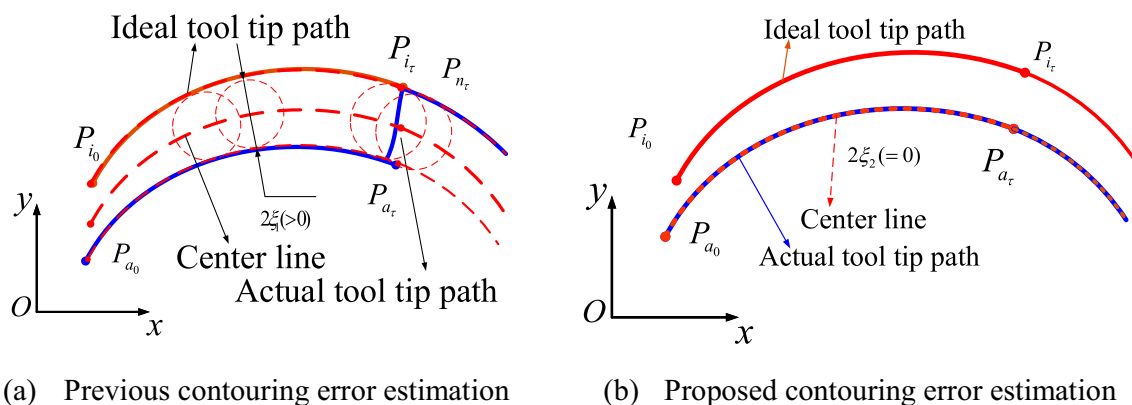 Ideal tool tip path
P_{i_τ}
P_{n_τ}
P_{i_0}
P_{a_τ}
2ξ_1(>0)
P_{a_0}
Center line
Actual tool tip path
y
O
x
(a) Previous contouring error estimation
Ideal tool tip path
P_{i_τ}
P_{i_0}
2ξ_2(=0)
P_{a_τ}
Center line
P_{a_0}
Actual tool tip path
y
O
x
(b) Proposed contouring error estimation